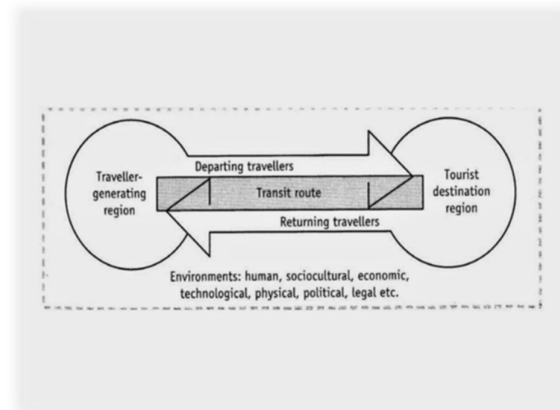 Departing travellers
Traveller-
generating
region
Transit route
Tourist
destination
region
Returning travellers
Environments: human, sociocultural, economic,
technological, physical, political, legal etc.